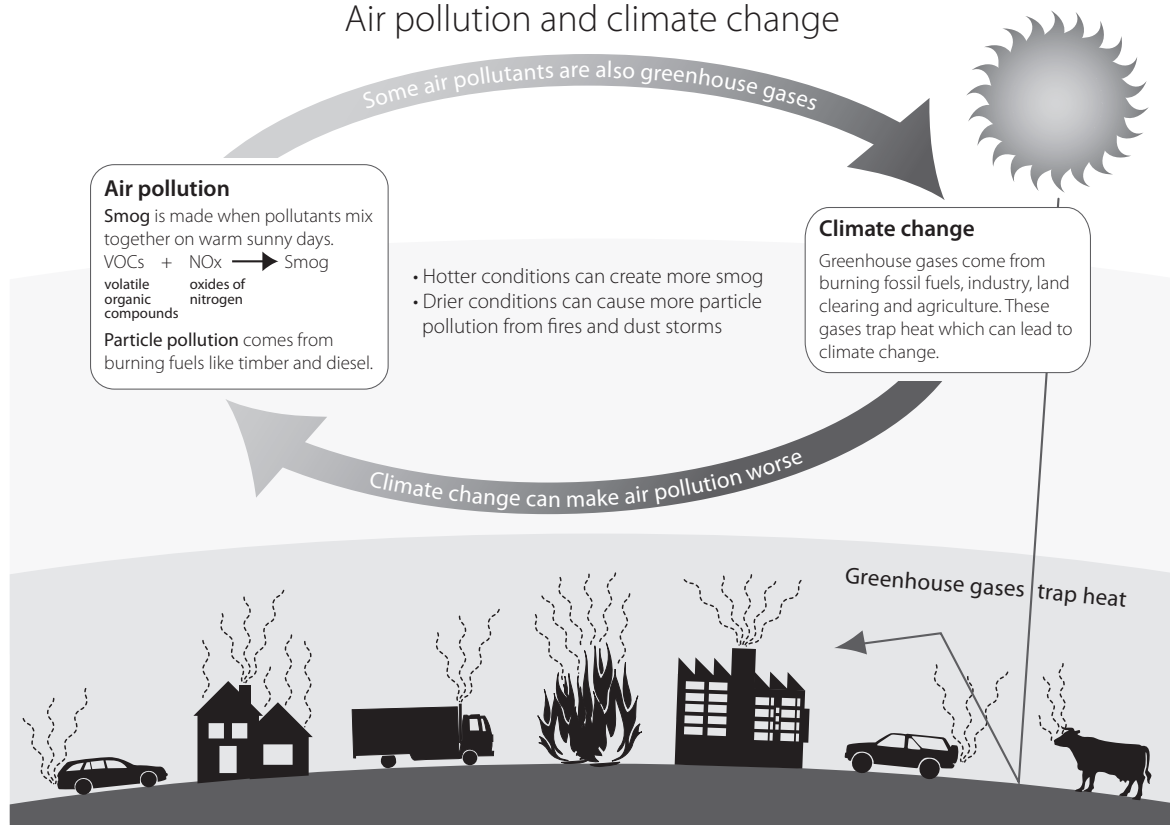 Air pollution and climate change
Some air pollutants are also greenhouse gases
Air pollution
Smog is made when pollutants mix
together on warm sunny days.
VOCs + NOx Smog
volatile
organic
compounds
oxides of
nitrogen
Particle pollution comes from
burning fuels like timber and diesel.
• Hotter conditions can create more smog
• Drier conditions can cause more particle
pollution from fires and dust storms
Climate change
Greenhouse gases come from
burning fossil fuels, industry, land
clearing and agriculture. These
gases trap heat which can lead to
climate change.
Climate change can make air pollution worse
Greenhouse gases trap heat